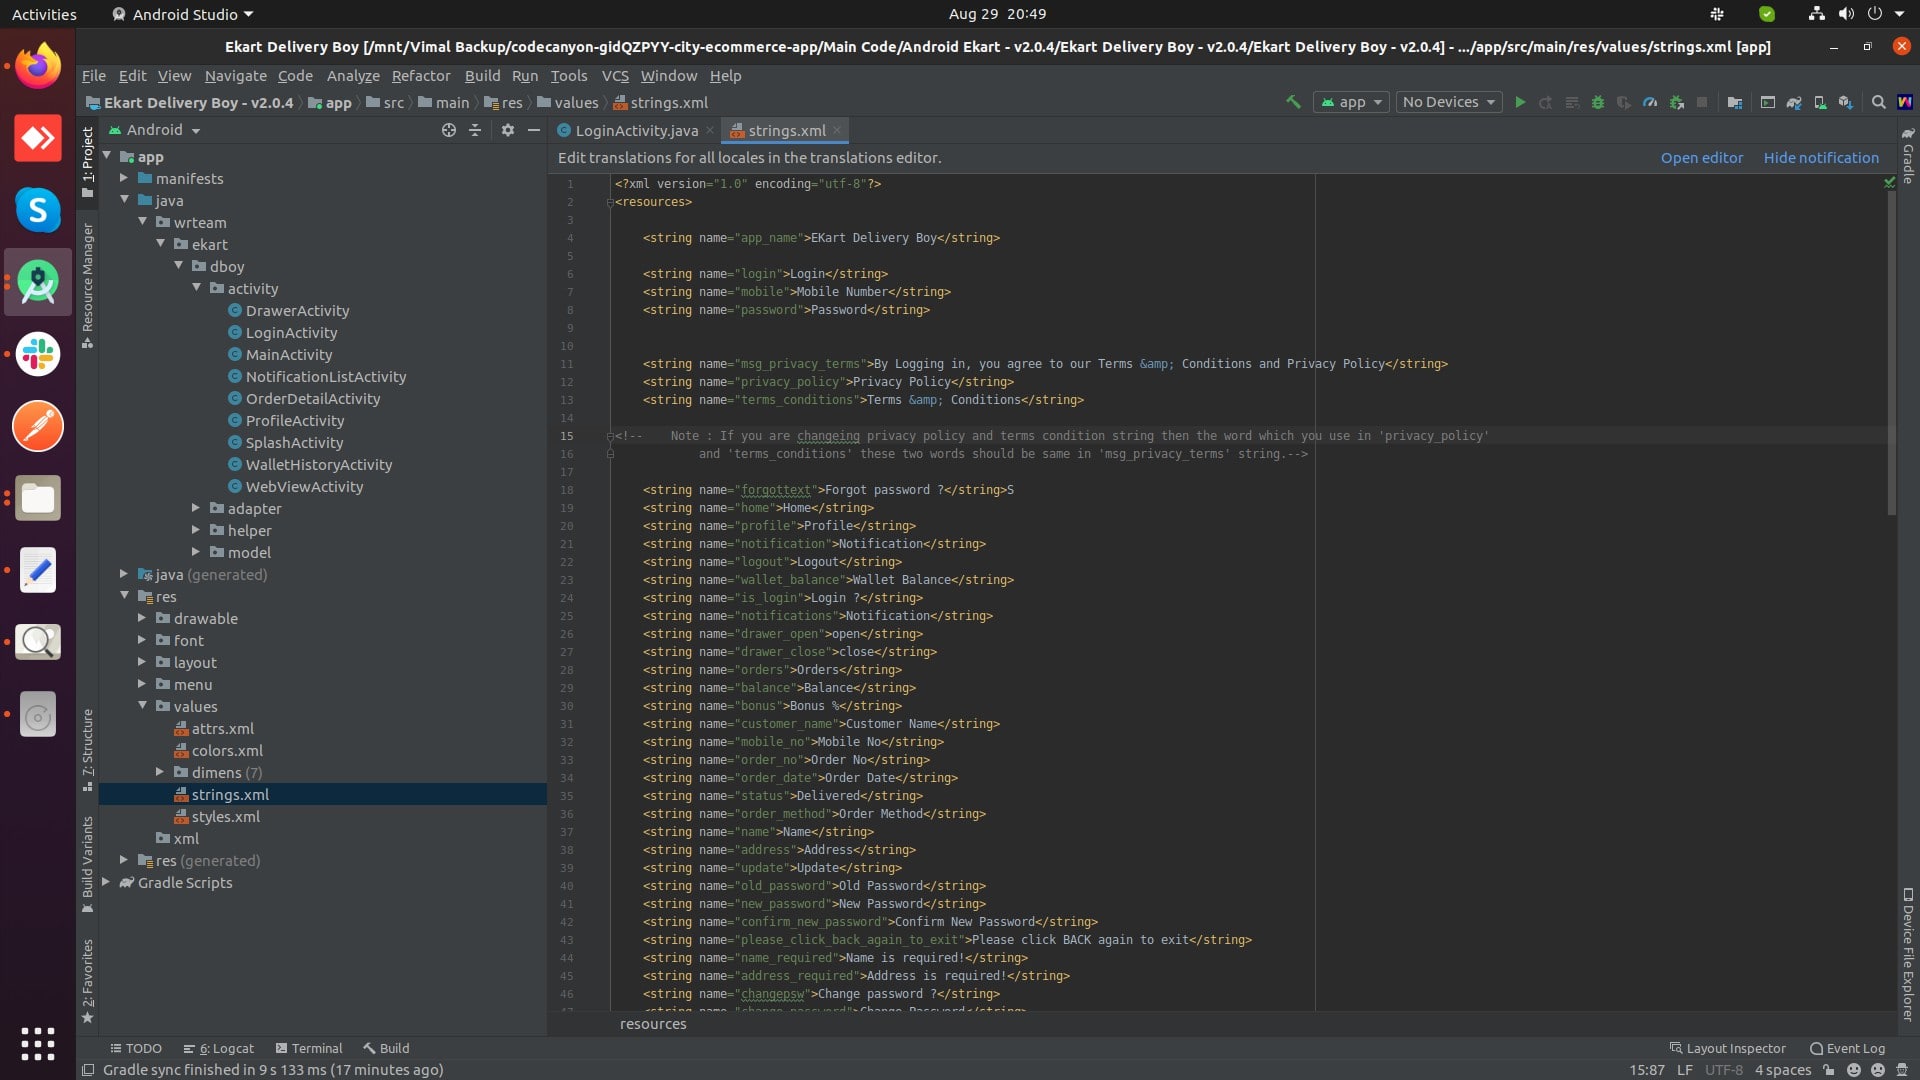 Activities
Android Studio
Aug 29 20:49
Ekart Delivery Boy [/mnt/Vimal Backup/codecanyon-gidQZPYY-city-ecommerce-app/Main Code/Android Ekart - v2.0.4/Ekart Delivery Boy - v2.0.4/Ekart Delivery Boy - v2.0.4] - .../app/src/main/res/values/strings.xml [app]
File Edit View Navigate Code Analyze Refactor Build Run Tools VCS Window Help
Ekart Delivery Boy - v2.0.4 app src main res values strings.xml
app
No Devices
1: Project
Resource Manager
7: Structure
Build Variants
2: Favorites
Android
app
manifests
java
wrteam
ekart
dboy
activity
DrawerActivity
LoginActivity
MainActivity
NotificationListActivity
OrderDetailActivity
ProfileActivity
SplashActivity
WalletHistoryActivity
WebViewActivity
adapter
helper
model
java (generated)
res
drawable
font
layout
menu
values
attrs.xml
colors.xml
dimens (7)
strings.xml
styles.xml
xml
res (generated)
Gradle Scripts
LoginActivity.java
strings.xml
Edit translations for all locales in the translations editor.
Open editor
Hide notification
1 <?xml version="1.0" encoding="utf-8"?>
2 <resources>
3
4 <string name="app_name">EKart Delivery Boy</string>
5
6 <string name="login">Login</string>
7 <string name="mobile">Mobile Number</string>
8 <string name="password">Password</string>
9
10
11 <string name="msg_privacy_terms">By Logging in, you agree to our Terms &amp; Conditions and Privacy Policy</string>
12 <string name="privacy_policy">Privacy Policy</string>
13 <string name="terms_conditions">Terms &amp; Conditions</string>
14
15 <!-- Note : If you are changeing privacy policy and terms condition string then the word which you use in 'privacy_policy'
16 and 'terms_conditions' these two words should be same in 'msg_privacy_terms' string.-->
17
18 <string name="forgottext">Forgot password ?</string>S
19 <string name="home">Home</string>
20 <string name="profile">Profile</string>
21 <string name="notification">Notification</string>
22 <string name="logout">Logout</string>
23 <string name="wallet_balance">Wallet Balance</string>
24 <string name="is_login">Login ?</string>
25 <string name="notifications">Notification</string>
26 <string name="drawer_open">open</string>
27 <string name="drawer_close">close</string>
28 <string name="orders">Orders</string>
29 <string name="balance">Balance</string>
30 <string name="bonus">Bonus %</string>
31 <string name="customer_name">Customer Name</string>
32 <string name="mobile_no">Mobile No</string>
33 <string name="order_no">Order No</string>
34 <string name="order_date">Order Date</string>
35 <string name="status">Delivered</string>
36 <string name="order_method">Order Method</string>
37 <string name="name">Name</string>
38 <string name="address">Address</string>
39 <string name="update">Update</string>
40 <string name="old_password">Old Password</string>
41 <string name="new_password">New Password</string>
42 <string name="confirm_new_password">Confirm New Password</string>
43 <string name="please_click_back_again_to_exit">Please click BACK again to exit</string>
44 <string name="name_required">Name is required!</string>
45 <string name="address_required">Address is required!</string>
46 <string name="changepsw">Change password ?</string>
47 <string name="change_password">Change Password</string>
resources
Gradle
Device File Explorer
TODO
6: Logcat
Terminal
Build
Layout Inspector
Event Log
Gradle sync finished in 9 s 133 ms (17 minutes ago)
15:87 LF UTF-8 4 spaces